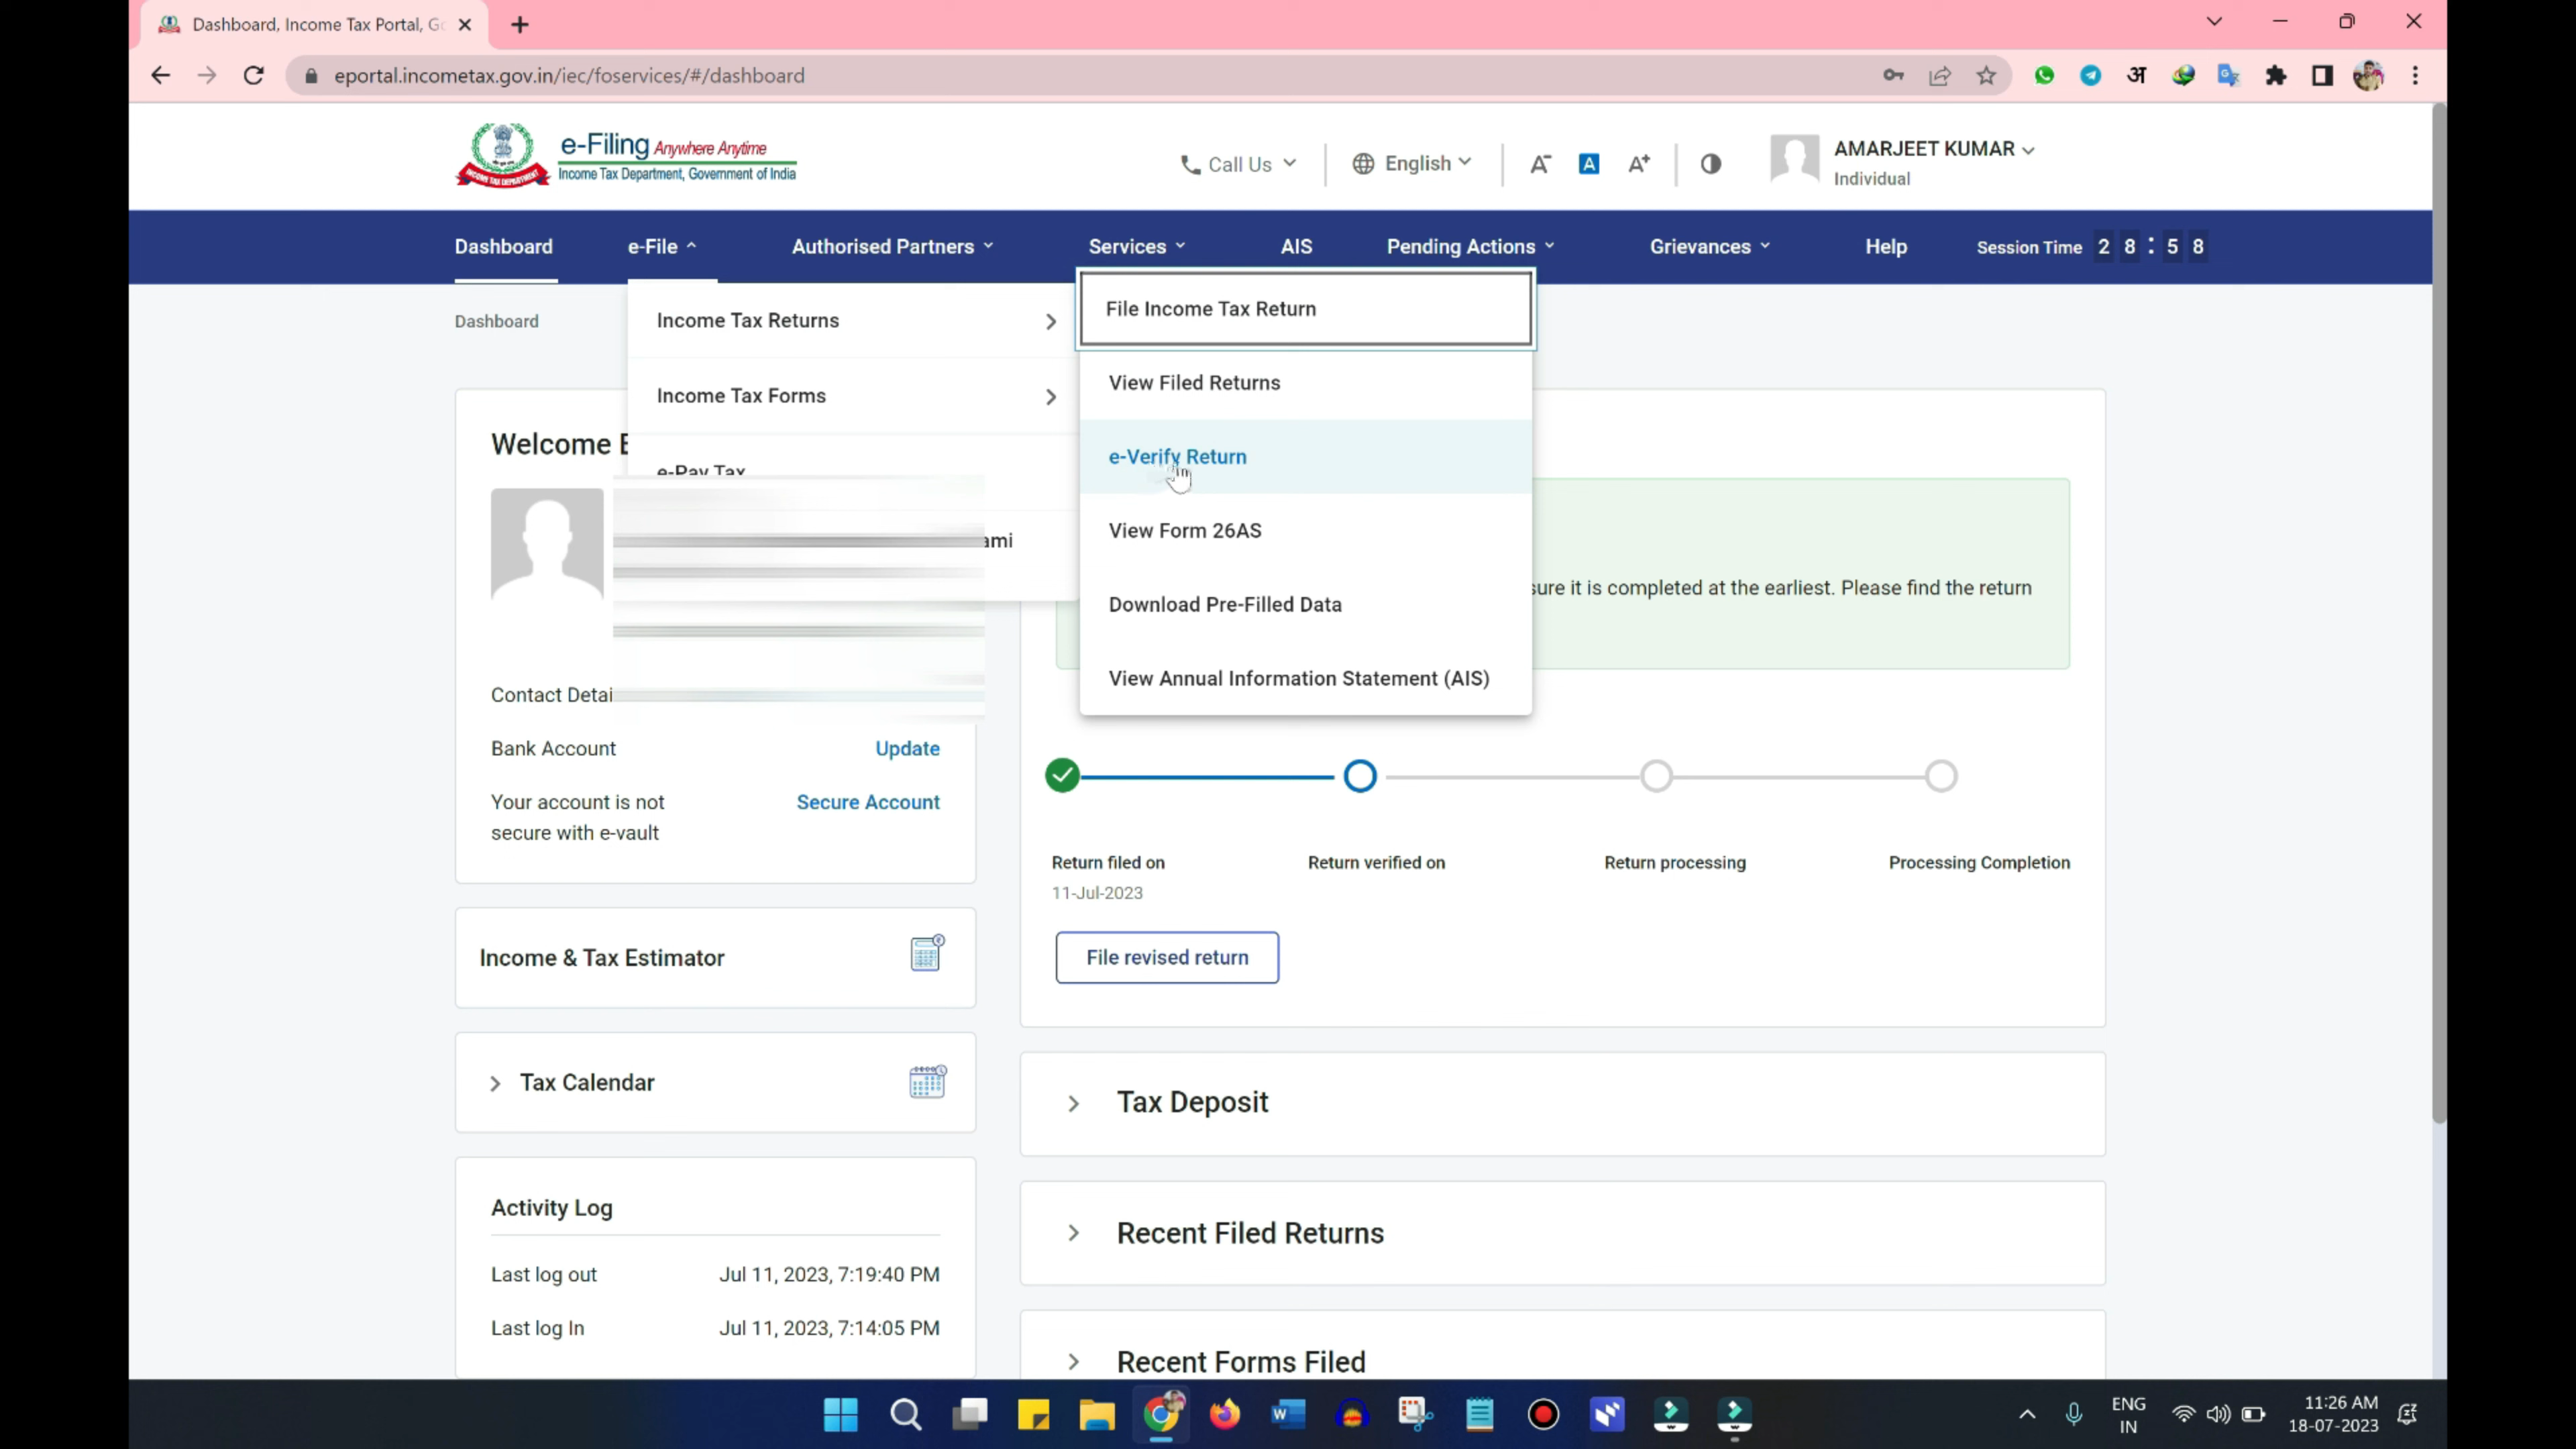 Dashboard, Income Tax Portal, G
eportal.incometax.gov.in/iec/foservices/#/dashboard
अ
e-Filing Anywhere Anytime
Income Tax Department, Government of India
INCOME TAX DEPARTMENT
Call Us
English
A-
A
A+
AMARJEET KUMAR
Individual
Dashboard
e-File
Authorised Partners
Services
AIS
Pending Actions
Grievances
Help
Session Time 28:58
Dashboard
Income Tax Returns
Income Tax Forms
e-Pay Tax
ami
File Income Tax Return
View Filed Returns
e-Verify Return
View Form 26AS
Download Pre-Filled Data
View Annual Information Statement (AIS)
Welcome
sure it is completed at the earliest. Please find the return
Contact Detai
Bank Account
Update
Your account is not
secure with e-vault
Secure Account
Return filed on
11-Jul-2023
Return verified on
Return processing
Processing Completion
File revised return
Income & Tax Estimator
Tax Calendar
Tax Deposit
Activity Log
Last log out
Jul 11, 2023, 7:19:40 PM
Last log In
Jul 11, 2023, 7:14:05 PM
Recent Filed Returns
Recent Forms Filed
W
ENG
IN
11:26 AM
18-07-2023